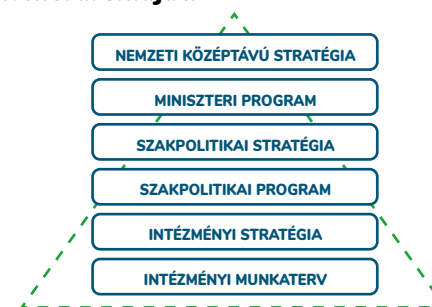 NEMZETI KÖZÉPTÁVÚ STRATÉGIA
MINISZTERI PROGRAM
SZAKPOLITIKAI STRATÉGIA
SZAKPOLITIKAI PROGRAM
INTÉZMÉNYI STRATÉGIA
INTÉZMÉNYI MUNKATERV